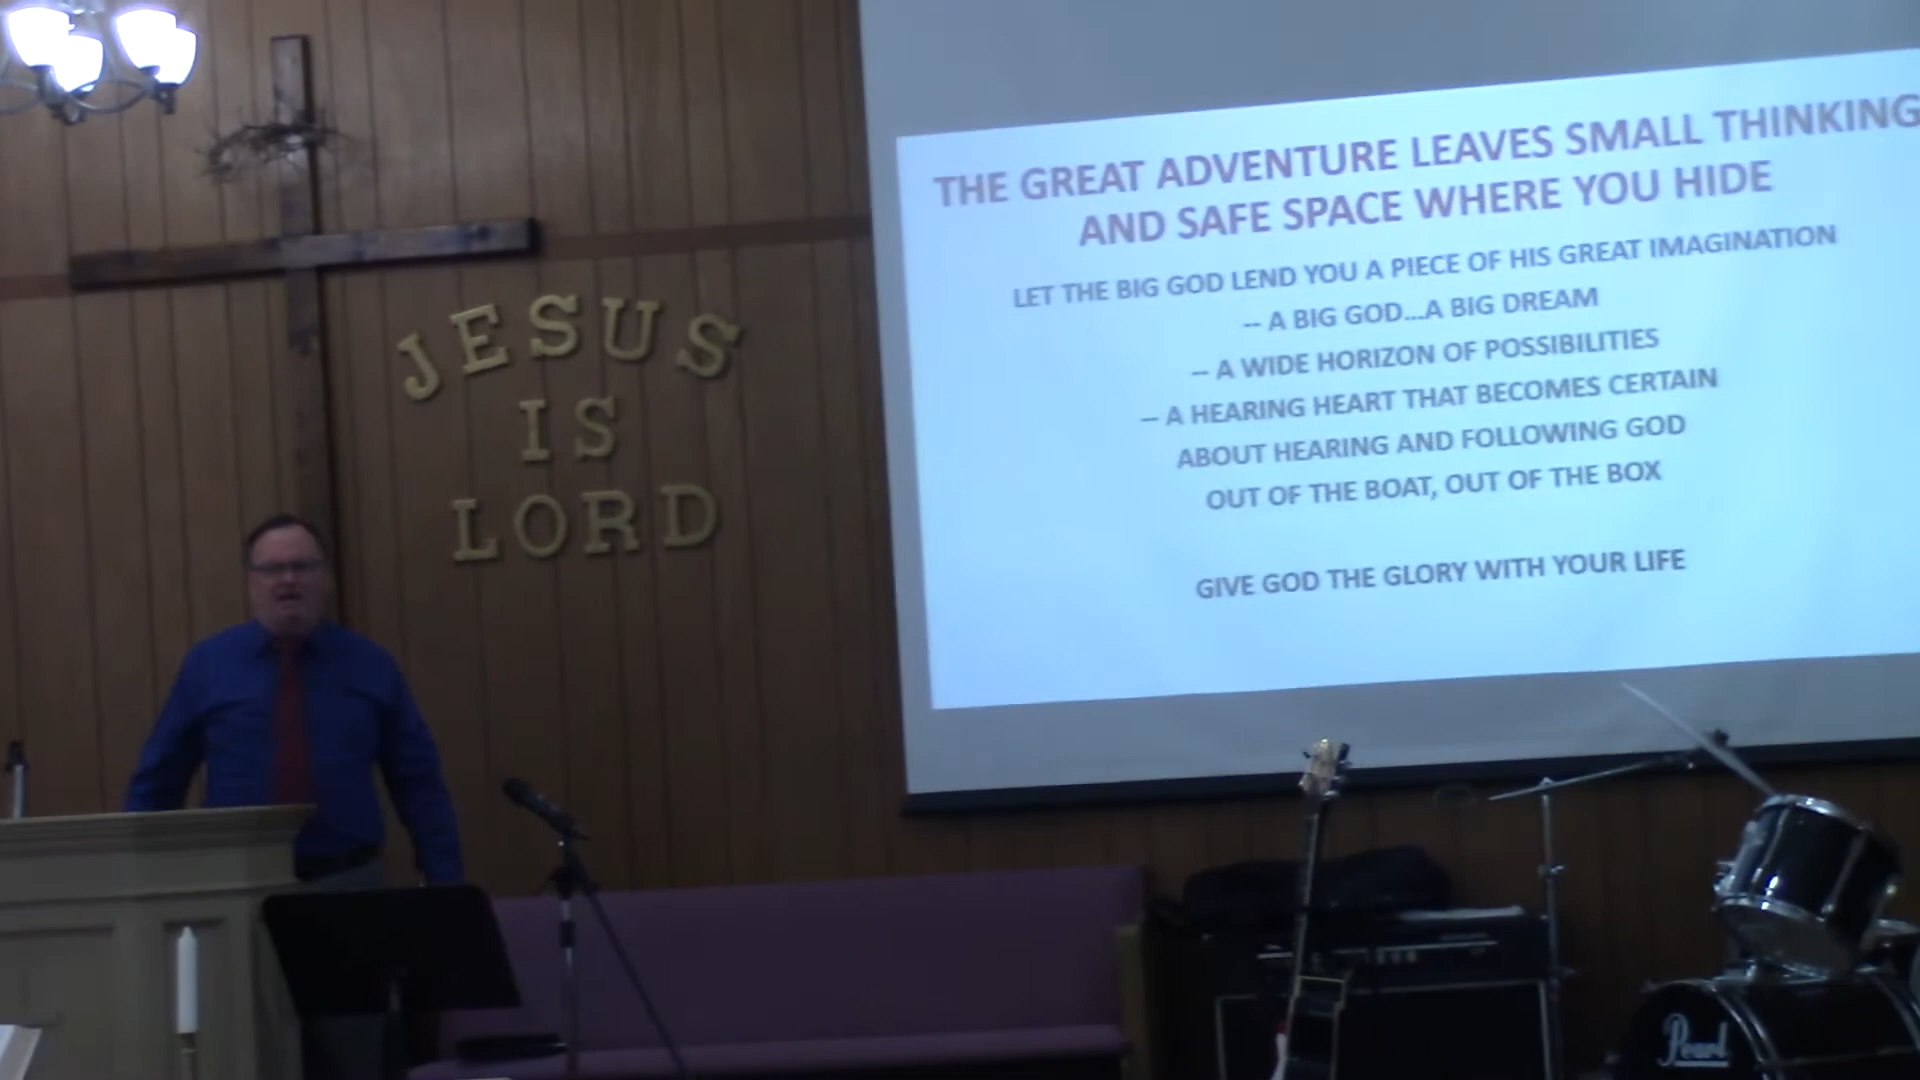 JESUS
IS
LORD
THE GREAT ADVENTURE LEAVES SMALL THINKING
AND SAFE SPACE WHERE YOU HIDE
LET THE BIG GOD LEND YOU A PIECE OF HIS GREAT IMAGINATION
-- A BIG GOD...A BIG DREAM
-- A WIDE HORIZON OF POSSIBILITIES
-- A HEARING HEART THAT BECOMES CERTAIN
ABOUT HEARING AND FOLLOWING GOD
OUT OF THE BOAT, OUT OF THE BOX
GIVE GOD THE GLORY WITH YOUR LIFE
Pearl